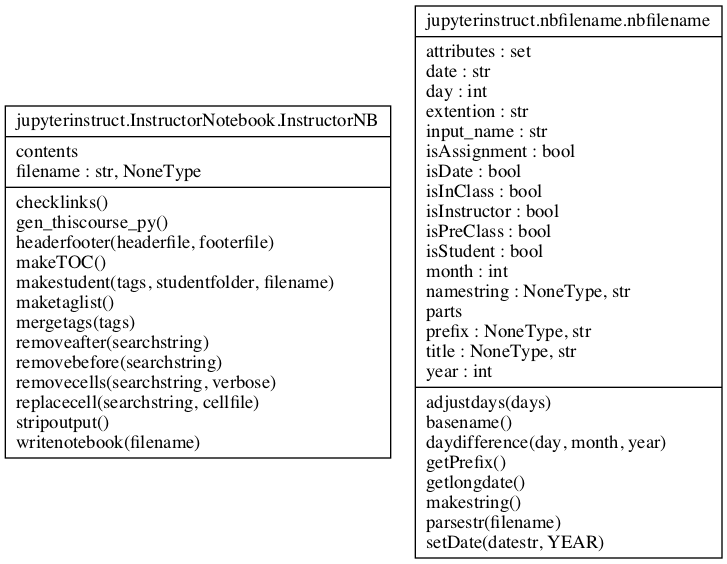 jupyterinstruct.InstructorNotebook.InstructorNB
contents
filename : str, NoneType
checklinks()
gen_thiscourse_py()
headerfooter(headerfile, footerfile)
makeTOC()
makestudent(tags, studentfolder, filename)
maketaglist()
mergetags(tags)
removeafter(searchstring)
removebefore(searchstring)
removecells(searchstring, verbose)
replacecell(searchstring, cellfile)
stripoutput()
writenotebook(filename)
jupyterinstruct.nbfilename.nbfilename
attributes : set
date : str
day : int
extention : str
input_name : str
isAssignment : bool
isDate : bool
isInClass : bool
isInstructor : bool
isPreClass : bool
isStudent : bool
month : int
namestring : NoneType, str
parts
prefix : NoneType, str
title : NoneType, str
year : int
adjustdays(days)
basename()
daydifference(day, month, year)
getPrefix()
getlongdate()
makestring()
parsestr(filename)
setDate(datestr, YEAR)